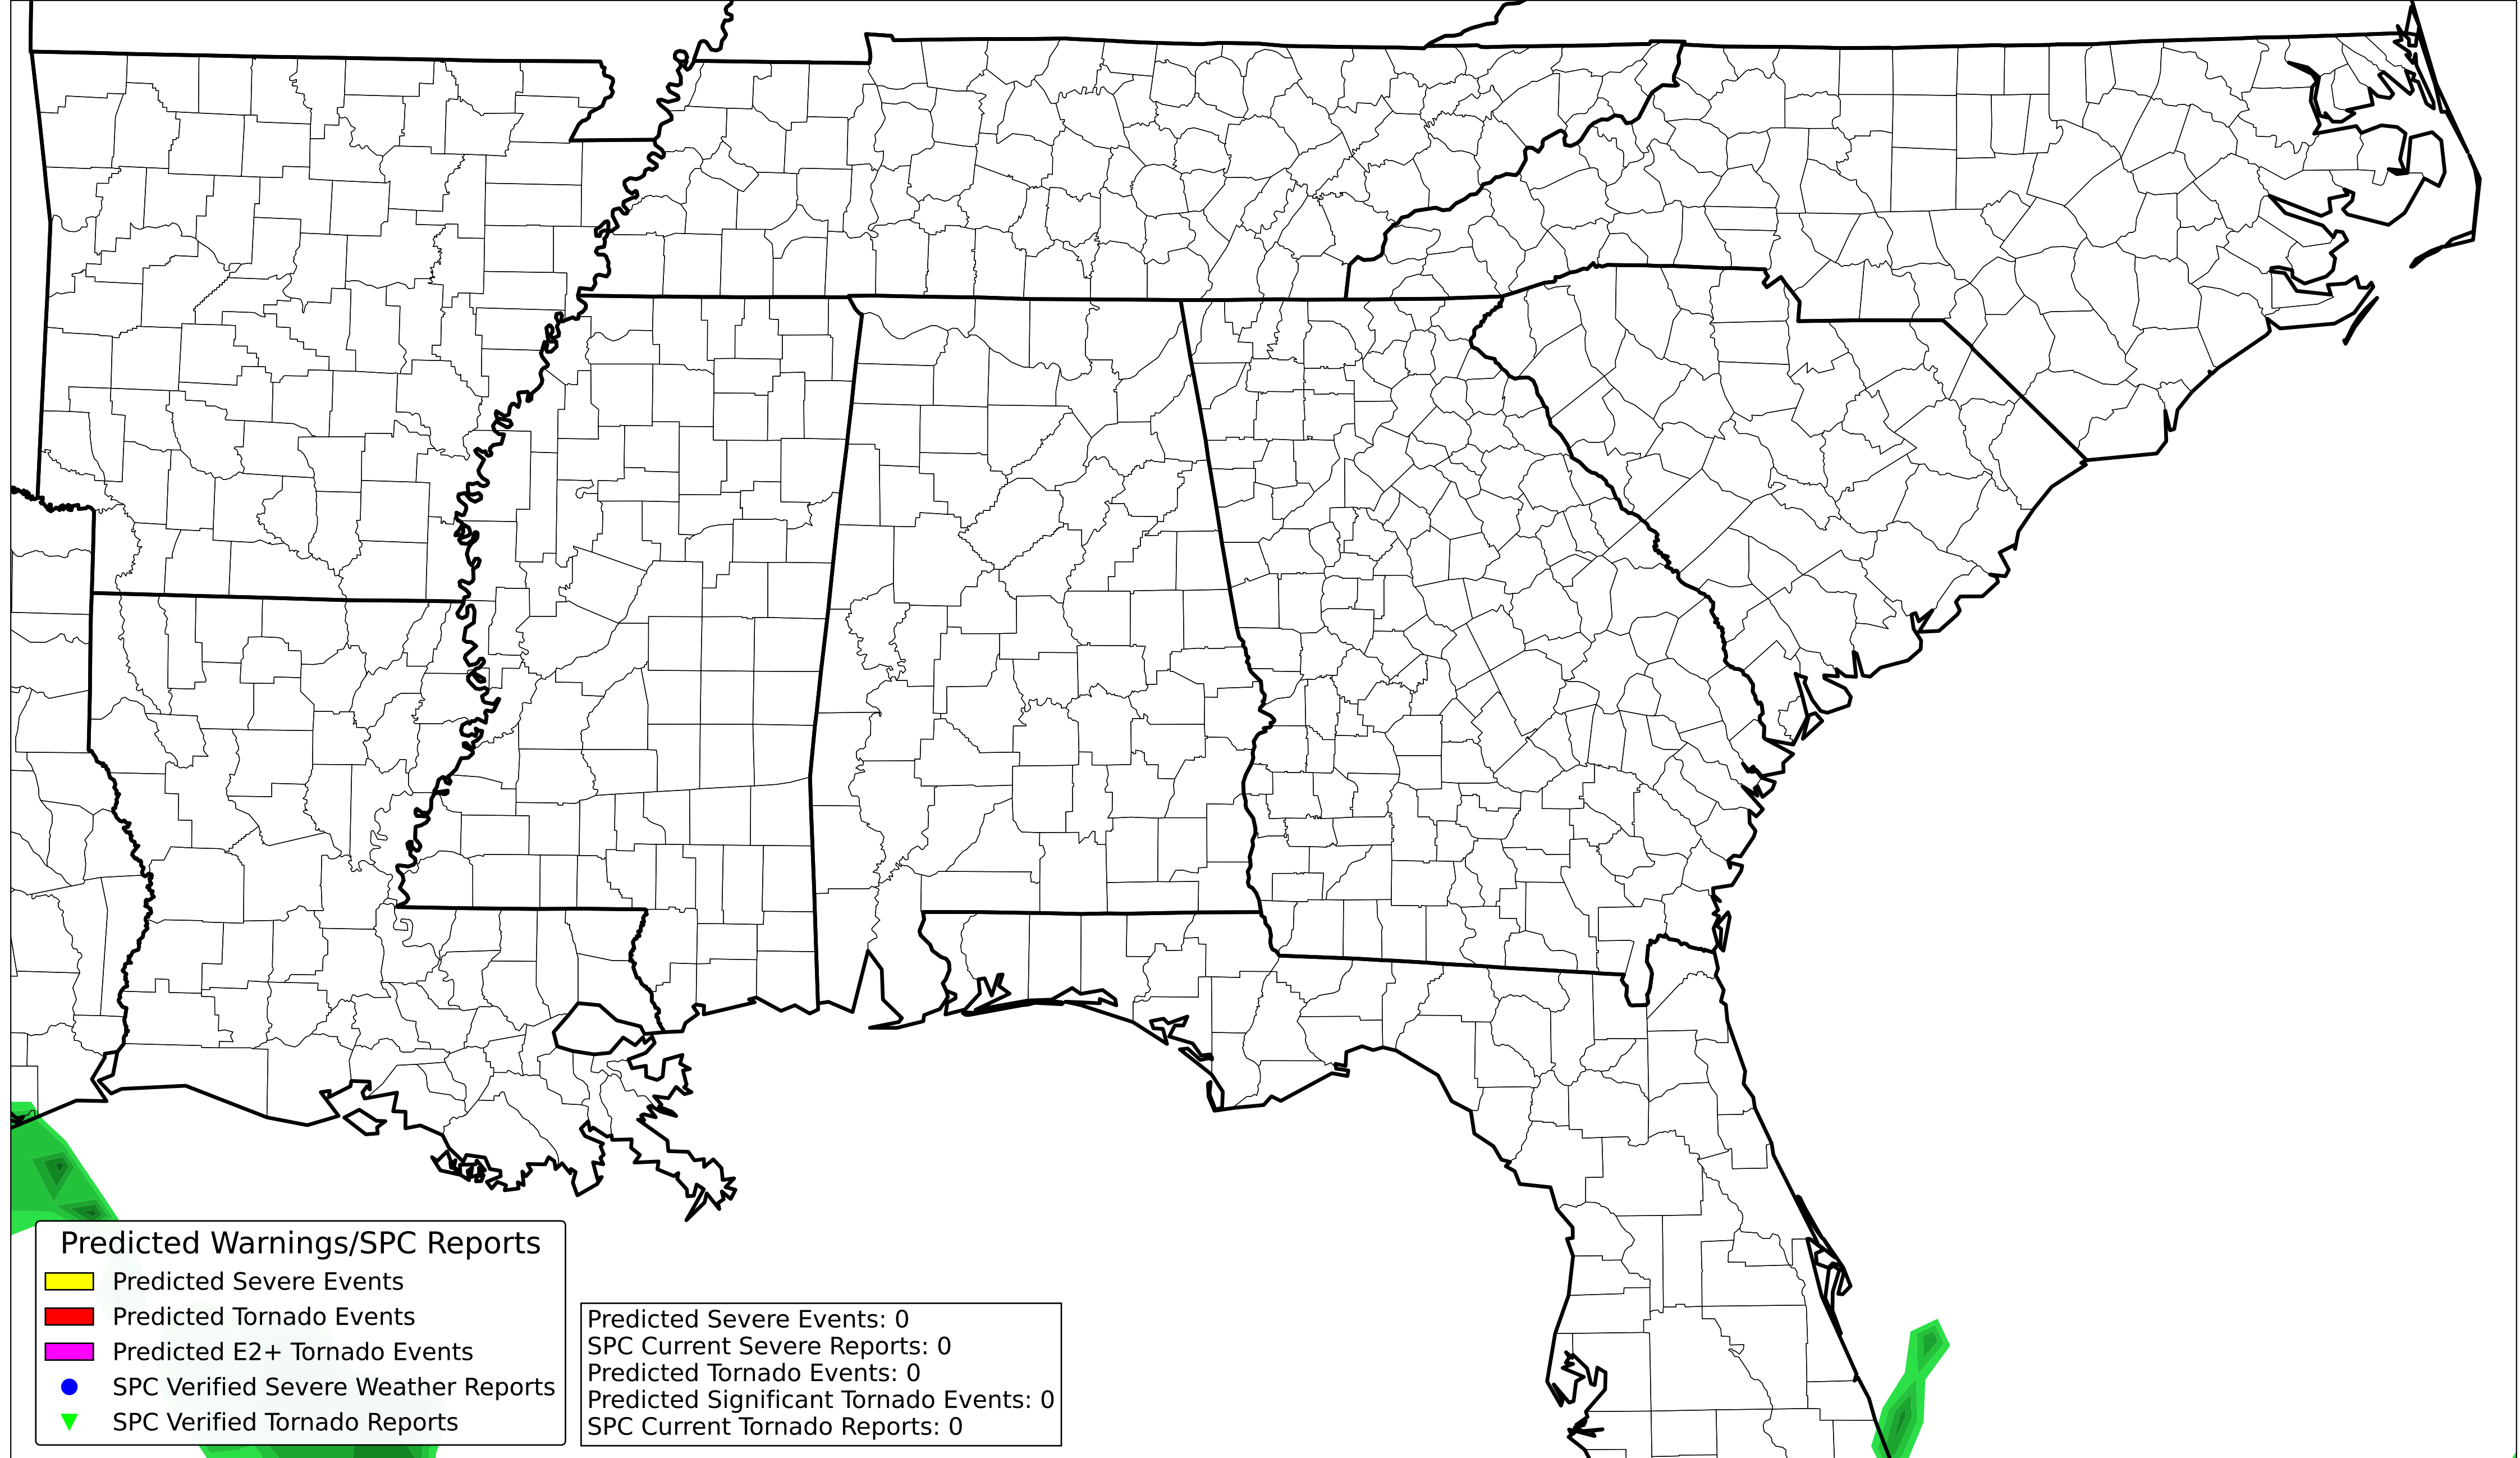 Predicted Warnings/SPC Reports
Predicted Severe Events
Predicted Tornado Events
Predicted E2+ Tornado Events
SPC Verified Severe Weather Reports
SPC Verified Tornado Reports
Predicted Severe Events: 0
SPC Current Severe Reports: 0
Predicted Tornado Events: 0
Predicted Significant Tornado Events: 0
SPC Current Tornado Reports: 0